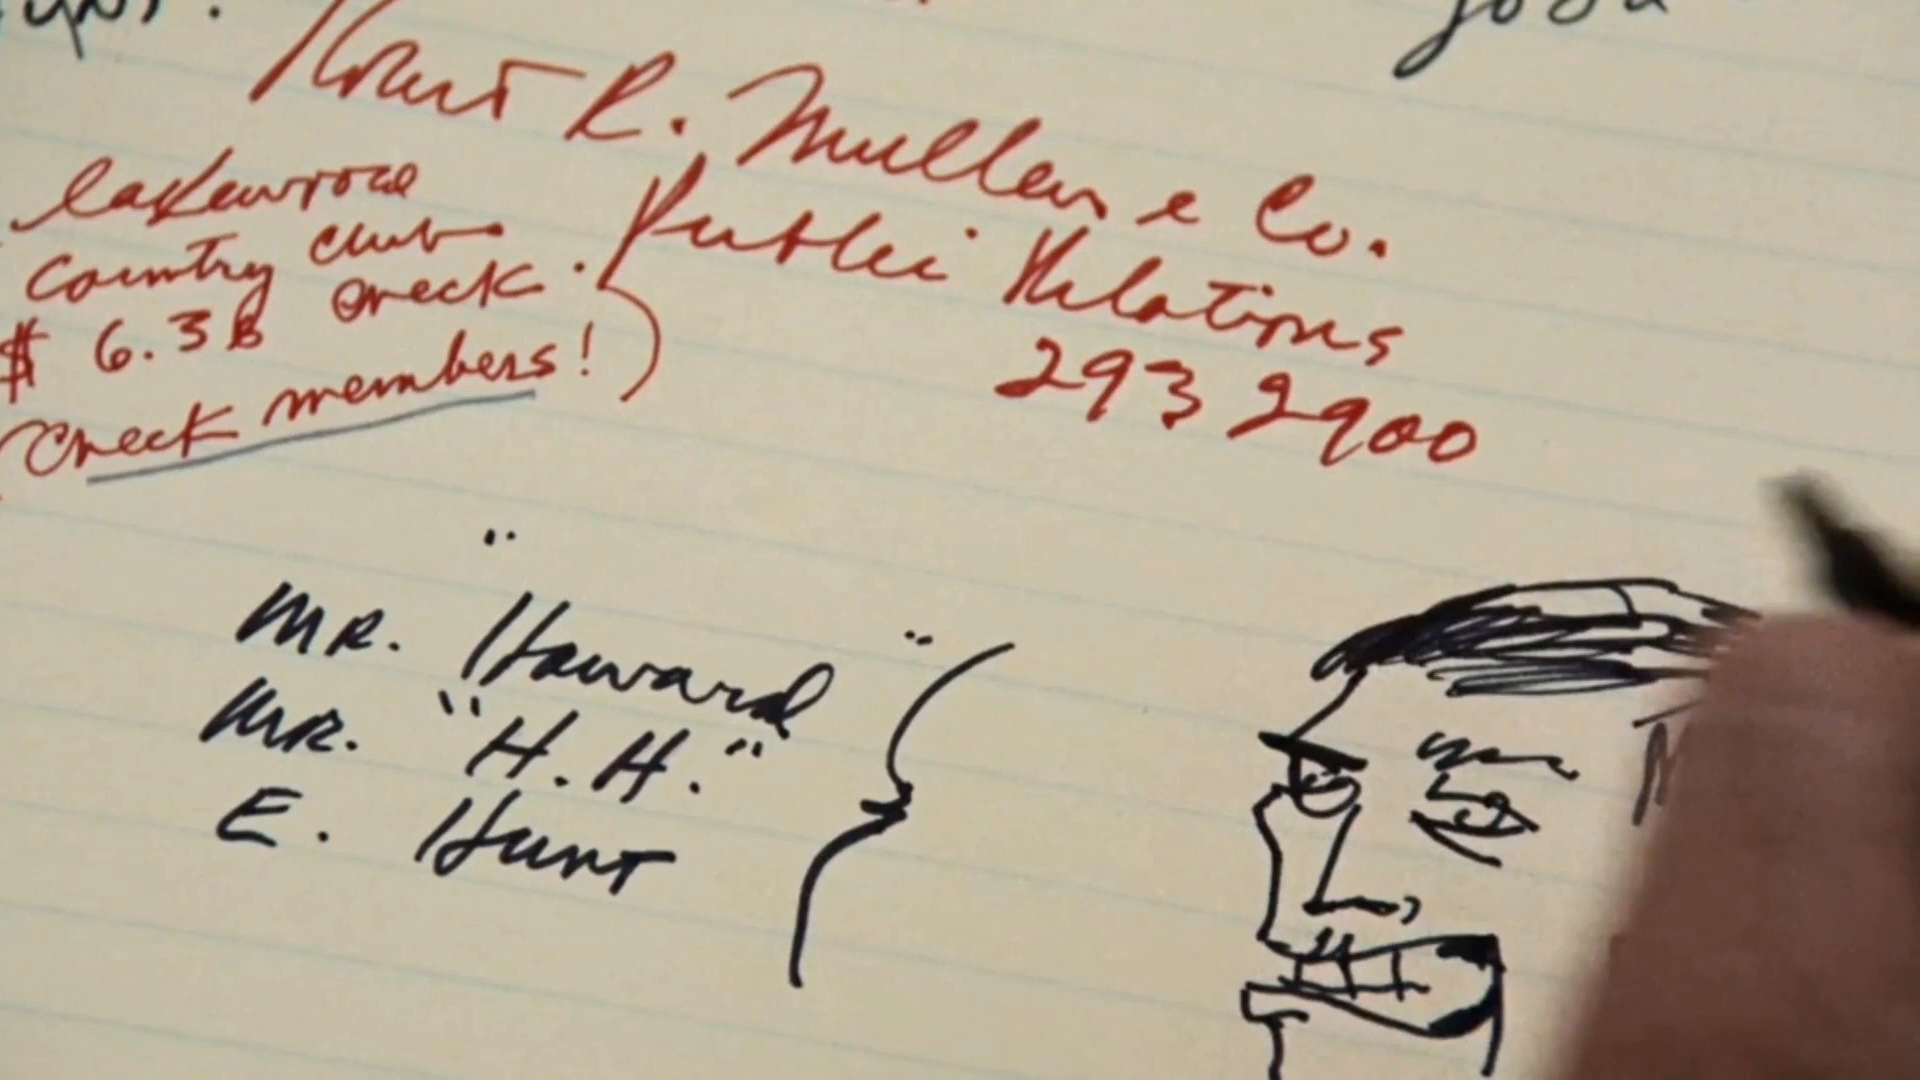 Robert R. Mullen & Co.
Public Relations
293 2900
Lakewood
Country Club
$ 6.3B check.
Check members!
MR. "Howard"
MR. "H.H."
E. Hunt